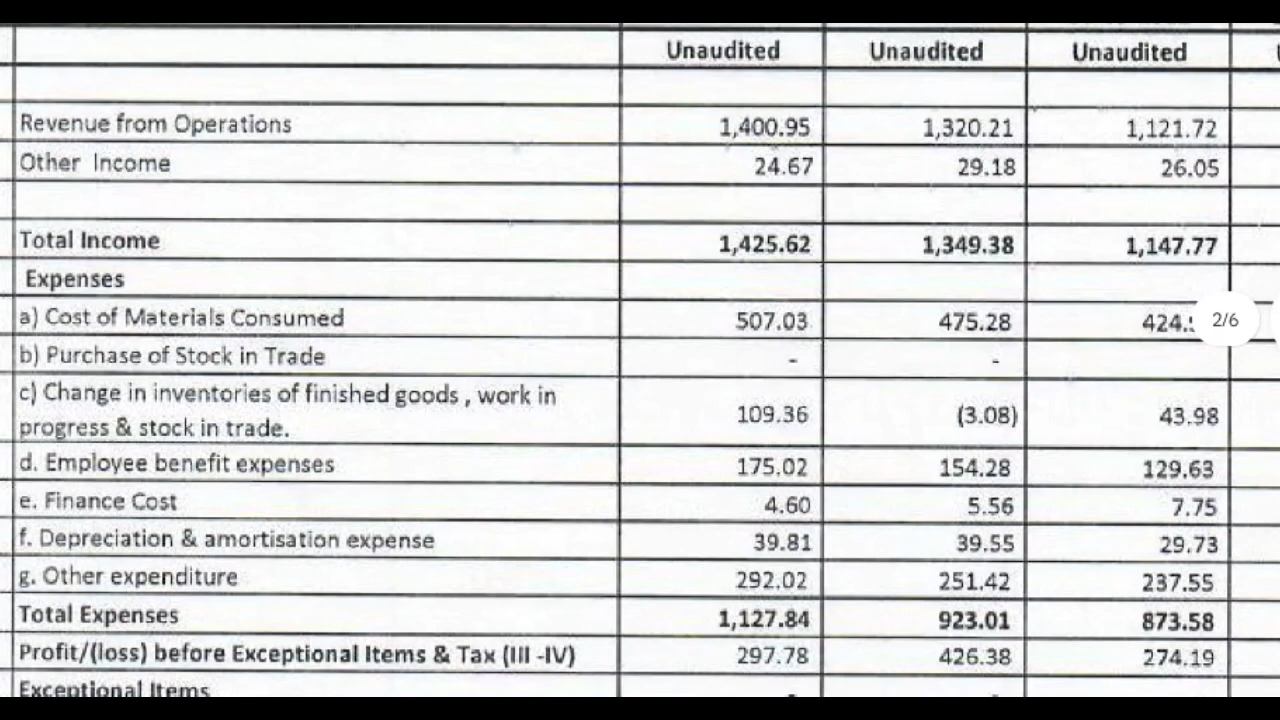 Unaudited Unaudited Unaudited
Revenue from Operations 1,400.95 1,320.21 1,121.72
Other Income 24.67 29.18 26.05
Total Income 1,425.62 1,349.38 1,147.77
Expenses
a) Cost of Materials Consumed 507.03 475.28 2/6
b) Purchase of Stock in Trade - -
c) Change in inventories of finished goods , work in
progress & stock in trade. 109.36 (3.08) 43.98
d. Employee benefit expenses 175.02 154.28 129.63
e. Finance Cost 4.60 5.56 7.75
f. Depreciation & amortisation expense 39.81 39.55 29.73
g. Other expenditure 292.02 251.42 237.55
Total Expenses 1,127.84 923.01 873.58
Profit/(loss) before Exceptional Items & Tax (III -IV) 297.78 426.38 274.19
Exceptional Items - -